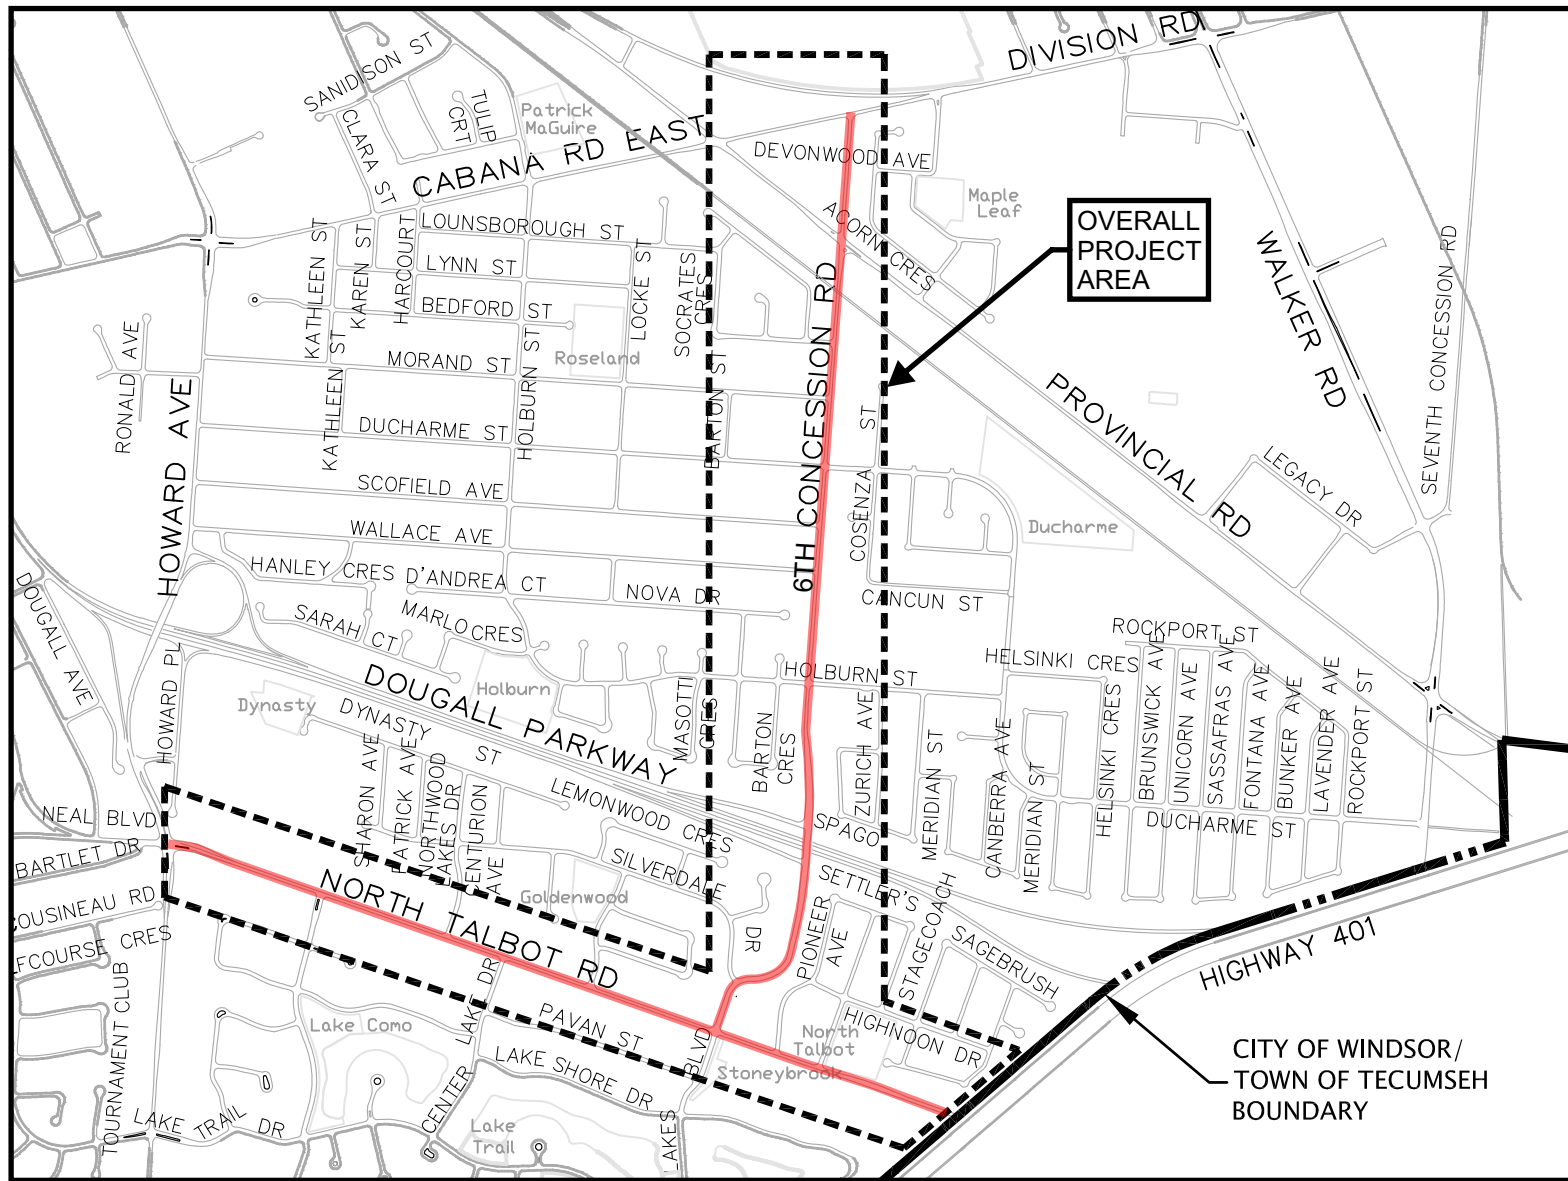 DIVISION RD
SANIDISON ST
TULIP
CRT
Patrick
MaGuire
CLARA ST
CABANA RD EAST
DEVONWOOD AVE
Maple
Leaf
ACORN CRES
OVERALL
PROJECT
AREA
WALKER RD
SEVENTH CONCESSION RD
KATHLEEN ST
KAREN ST
HARCOURT
LOUNSBOROUGH ST
LYNN ST
BEDFORD ST
LOCKE ST
SOCRATES
CRES
RONALD AVE
HOWARD AVE
KATHLEEN ST
MORAND ST
HOLBURN ST
Roseland
BARTON ST
6TH CONCESSION RD
COSENZA ST
PROVINCIAL RD
LEGACY DR
DUCHARME ST
SCOFIELD AVE
WALLACE AVE
Ducharme
HANLEY CRES
D'ANDREA CT
NOVA DR
CANCUN ST
DOUGALL AVE
SARAH CT
MARLO CRES
ROCKPORT ST
HOLBURN ST
HELSINKI CRES
HOWARD PL
Dynasty
DYNASTY ST
DOUGALL PARKWAY
Holburn
MASOTTI
CRES
BARTON
CRES
ZURICH AVE
MERIDIAN ST
CANBERRA AVE
MERIDIAN ST
HELSINKI CRES
BRUNSWICK AVE
UNICORN AVE
SASSAFRAS AVE
FONTANA AVE
BUNKER AVE
LAVENDER AVE
ROCKPORT ST
DUCHARME ST
NEAL BLVD
BARTLET DR
COUSINEAU RD
FCOURSE CRES
SHARON AVE
PATRICK AVE
NORTHWOOD
LAKES DR
CENTURION
AVE
LEMONWOOD CRES
SILVERDALE
DR
Goldenwood
SPAGO
SETTLER'S
PIONEER
AVE
STAGECOACH
SAGEBRUSH
HIGHNOON DR
NORTH TALBOT RD
HIGHWAY 401
TOURNAMENT CLUB
Lake Como
LAKE DR
CENTER
PAVAN ST
LAKE SHORE DR
BLVD
LAKES
North
Talbot
Stoneybrook
LAKE TRAIL DR
Lake
Trail
CITY OF WINDSOR/
TOWN OF TECUMSEH
BOUNDARY